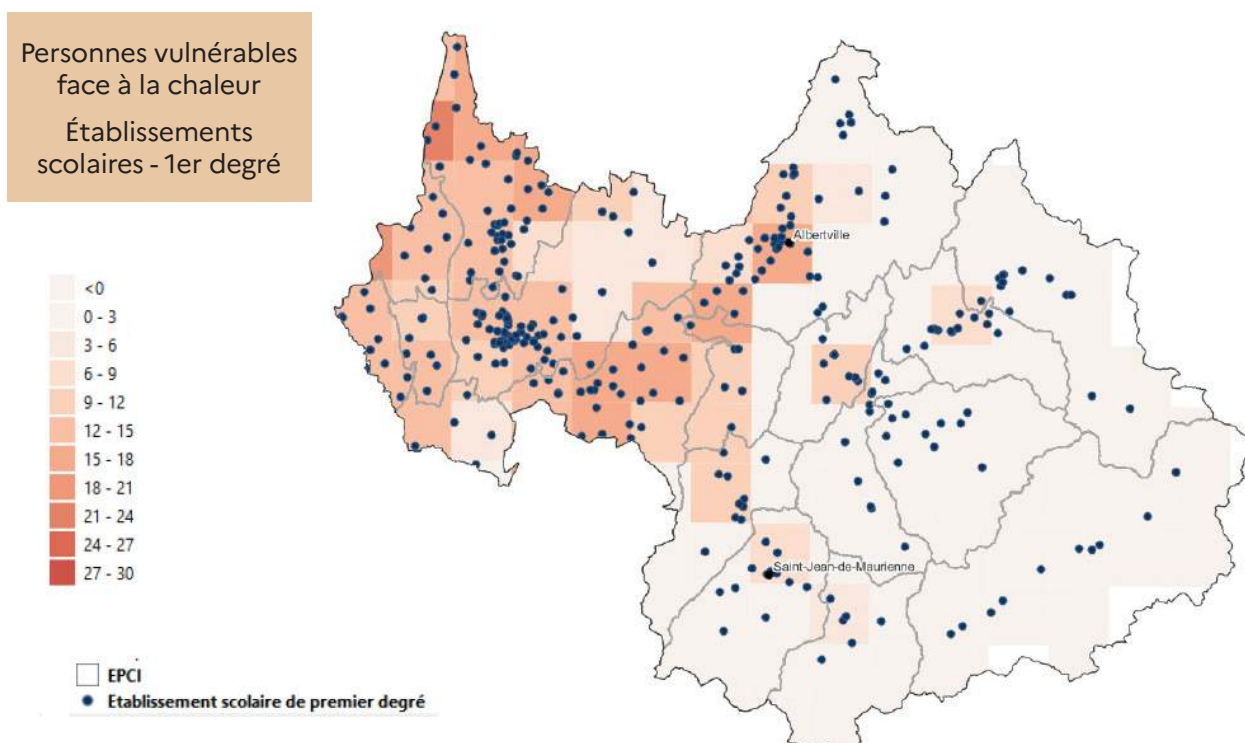 Personnes vulnérables
face à la chaleur
Établissements
scolaires - 1er degré
Albertville
Saint-Jean-de-Maurienne
<0
0 - 3
3 - 6
6 - 9
9 - 12
12 - 15
15 - 18
18 - 21
21 - 24
24 - 27
27 - 30
EPCI
Etablissement scolaire de premier degré